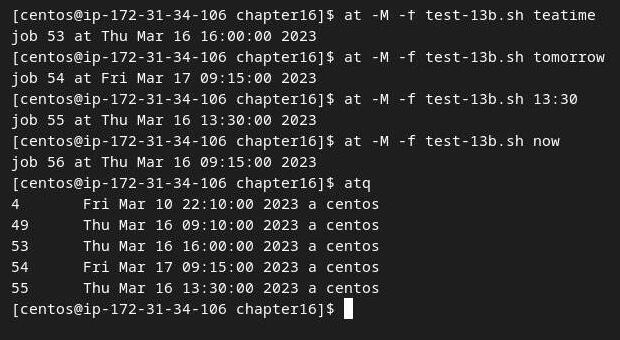 [centos@ip-172-31-34-106 chapter16]$ at -M -f test-13b.sh teatime
job 53 at Thu Mar 16 16:00:00 2023
[centos@ip-172-31-34-106 chapter16]$ at -M -f test-13b.sh tomorrow
job 54 at Fri Mar 17 09:15:00 2023
[centos@ip-172-31-34-106 chapter16]$ at -M -f test-13b.sh 13:30
job 55 at Thu Mar 16 13:30:00 2023
[centos@ip-172-31-34-106 chapter16]$ at -M -f test-13b.sh now
job 56 at Thu Mar 16 09:15:00 2023
[centos@ip-172-31-34-106 chapter16]$ atq
4 Fri Mar 10 22:10:00 2023 a centos
49 Thu Mar 16 09:10:00 2023 a centos
53 Thu Mar 16 16:00:00 2023 a centos
54 Fri Mar 17 09:15:00 2023 a centos
55 Thu Mar 16 13:30:00 2023 a centos
[centos@ip-172-31-34-106 chapter16]$